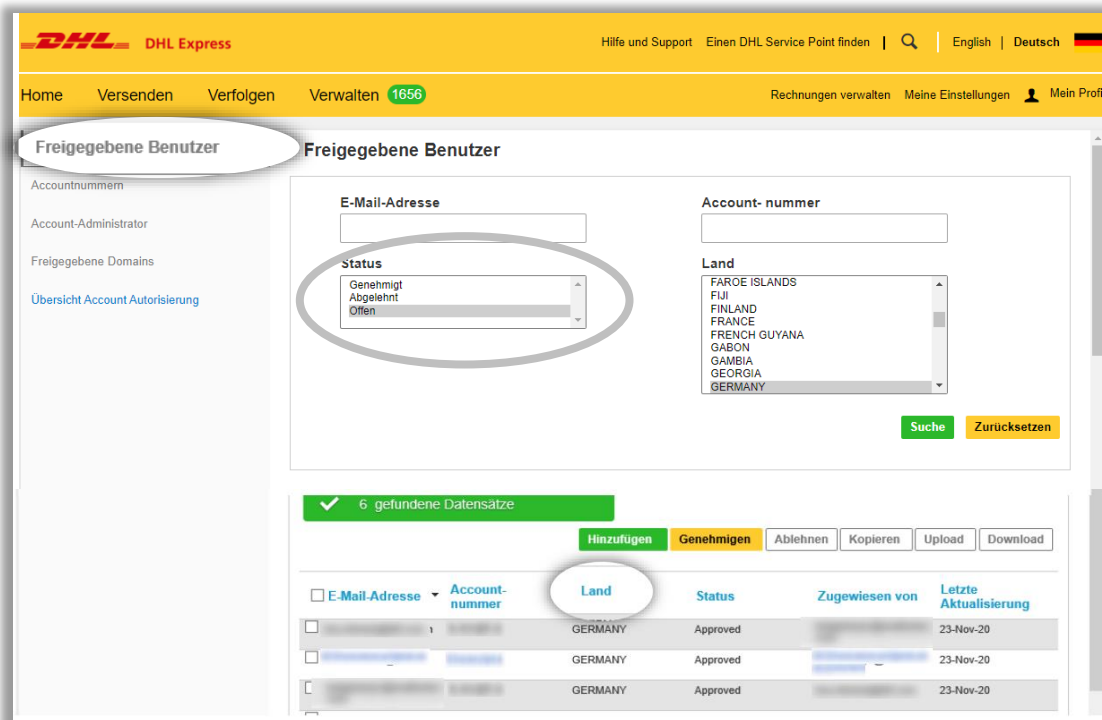 DHL DHL Express Hilfe und Support Einen DHL Service Point finden | English | Deutsch
Home Versenden Verfolgen Verwalten 1656 Rechnungen verwalten Meine Einstellungen Mein Profi
Freigegebene Benutzer
Accountnummern
Account-Administrator
Freigegebene Domains
Übersicht Account Autorisierung
Freigegebene Benutzer
E-Mail-Adresse Account- nummer
Status Land
Genehmigt
Abgelehnt
Offen
FAROE ISLANDS
FIJI
FINLAND
FRANCE
FRENCH GUYANA
GABON
GAMBIA
GEORGIA
GERMANY
Suche Zurücksetzen
6 gefundene Datensätze
Hinzufügen Genehmigen Ablehnen Kopieren Upload Download
E-Mail-Adresse Account-nummer Land Status Zugewiesen von Letzte Aktualisierung
GERMANY Approved 23-Nov-20
GERMANY Approved 23-Nov-20
GERMANY Approved 23-Nov-20